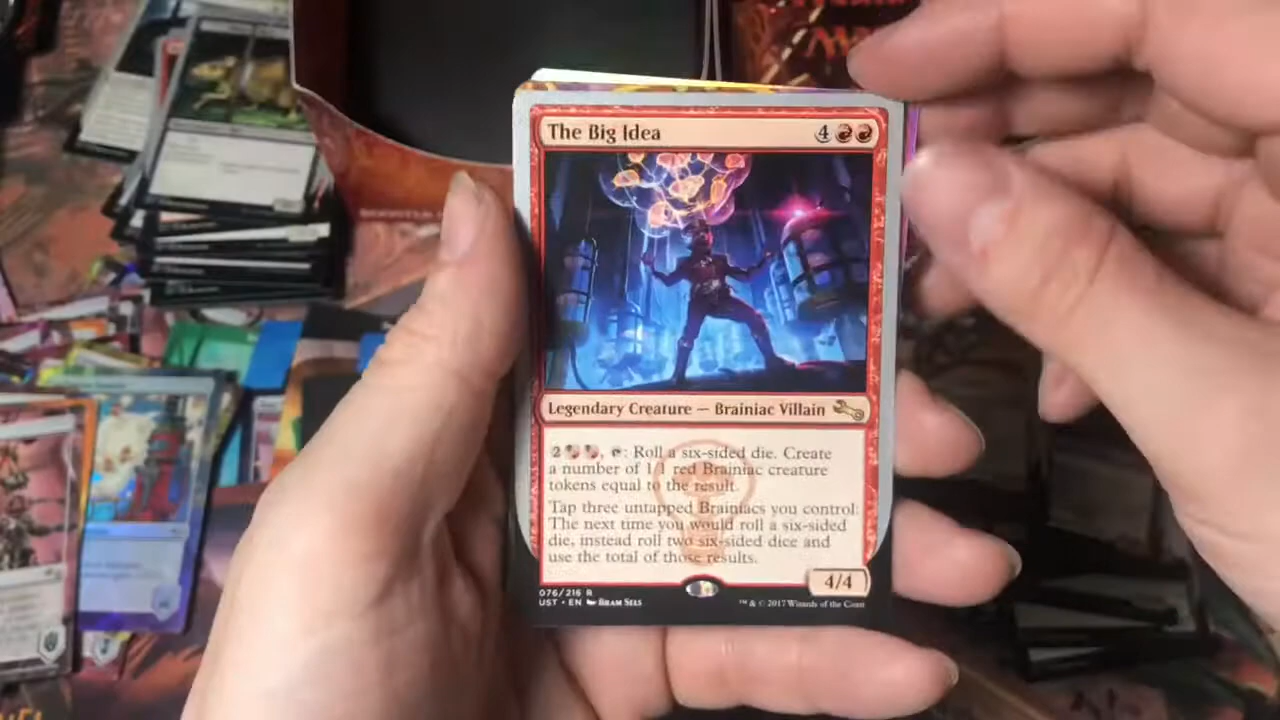 The Big Idea 4
Legendary Creature — Brainiac Villain
2 , : Roll a six-sided die. Create
a number of 1/1 red Brainiac creature
tokens equal to the result.
Tap three untapped Brainiacs you control:
The next time you would roll a six-sided
die, instead roll two six-sided dice and
use the total of those results.
4/4
076/216 R
UST • EN Bram Sels
™ & © 2017 Wizards of the Coast